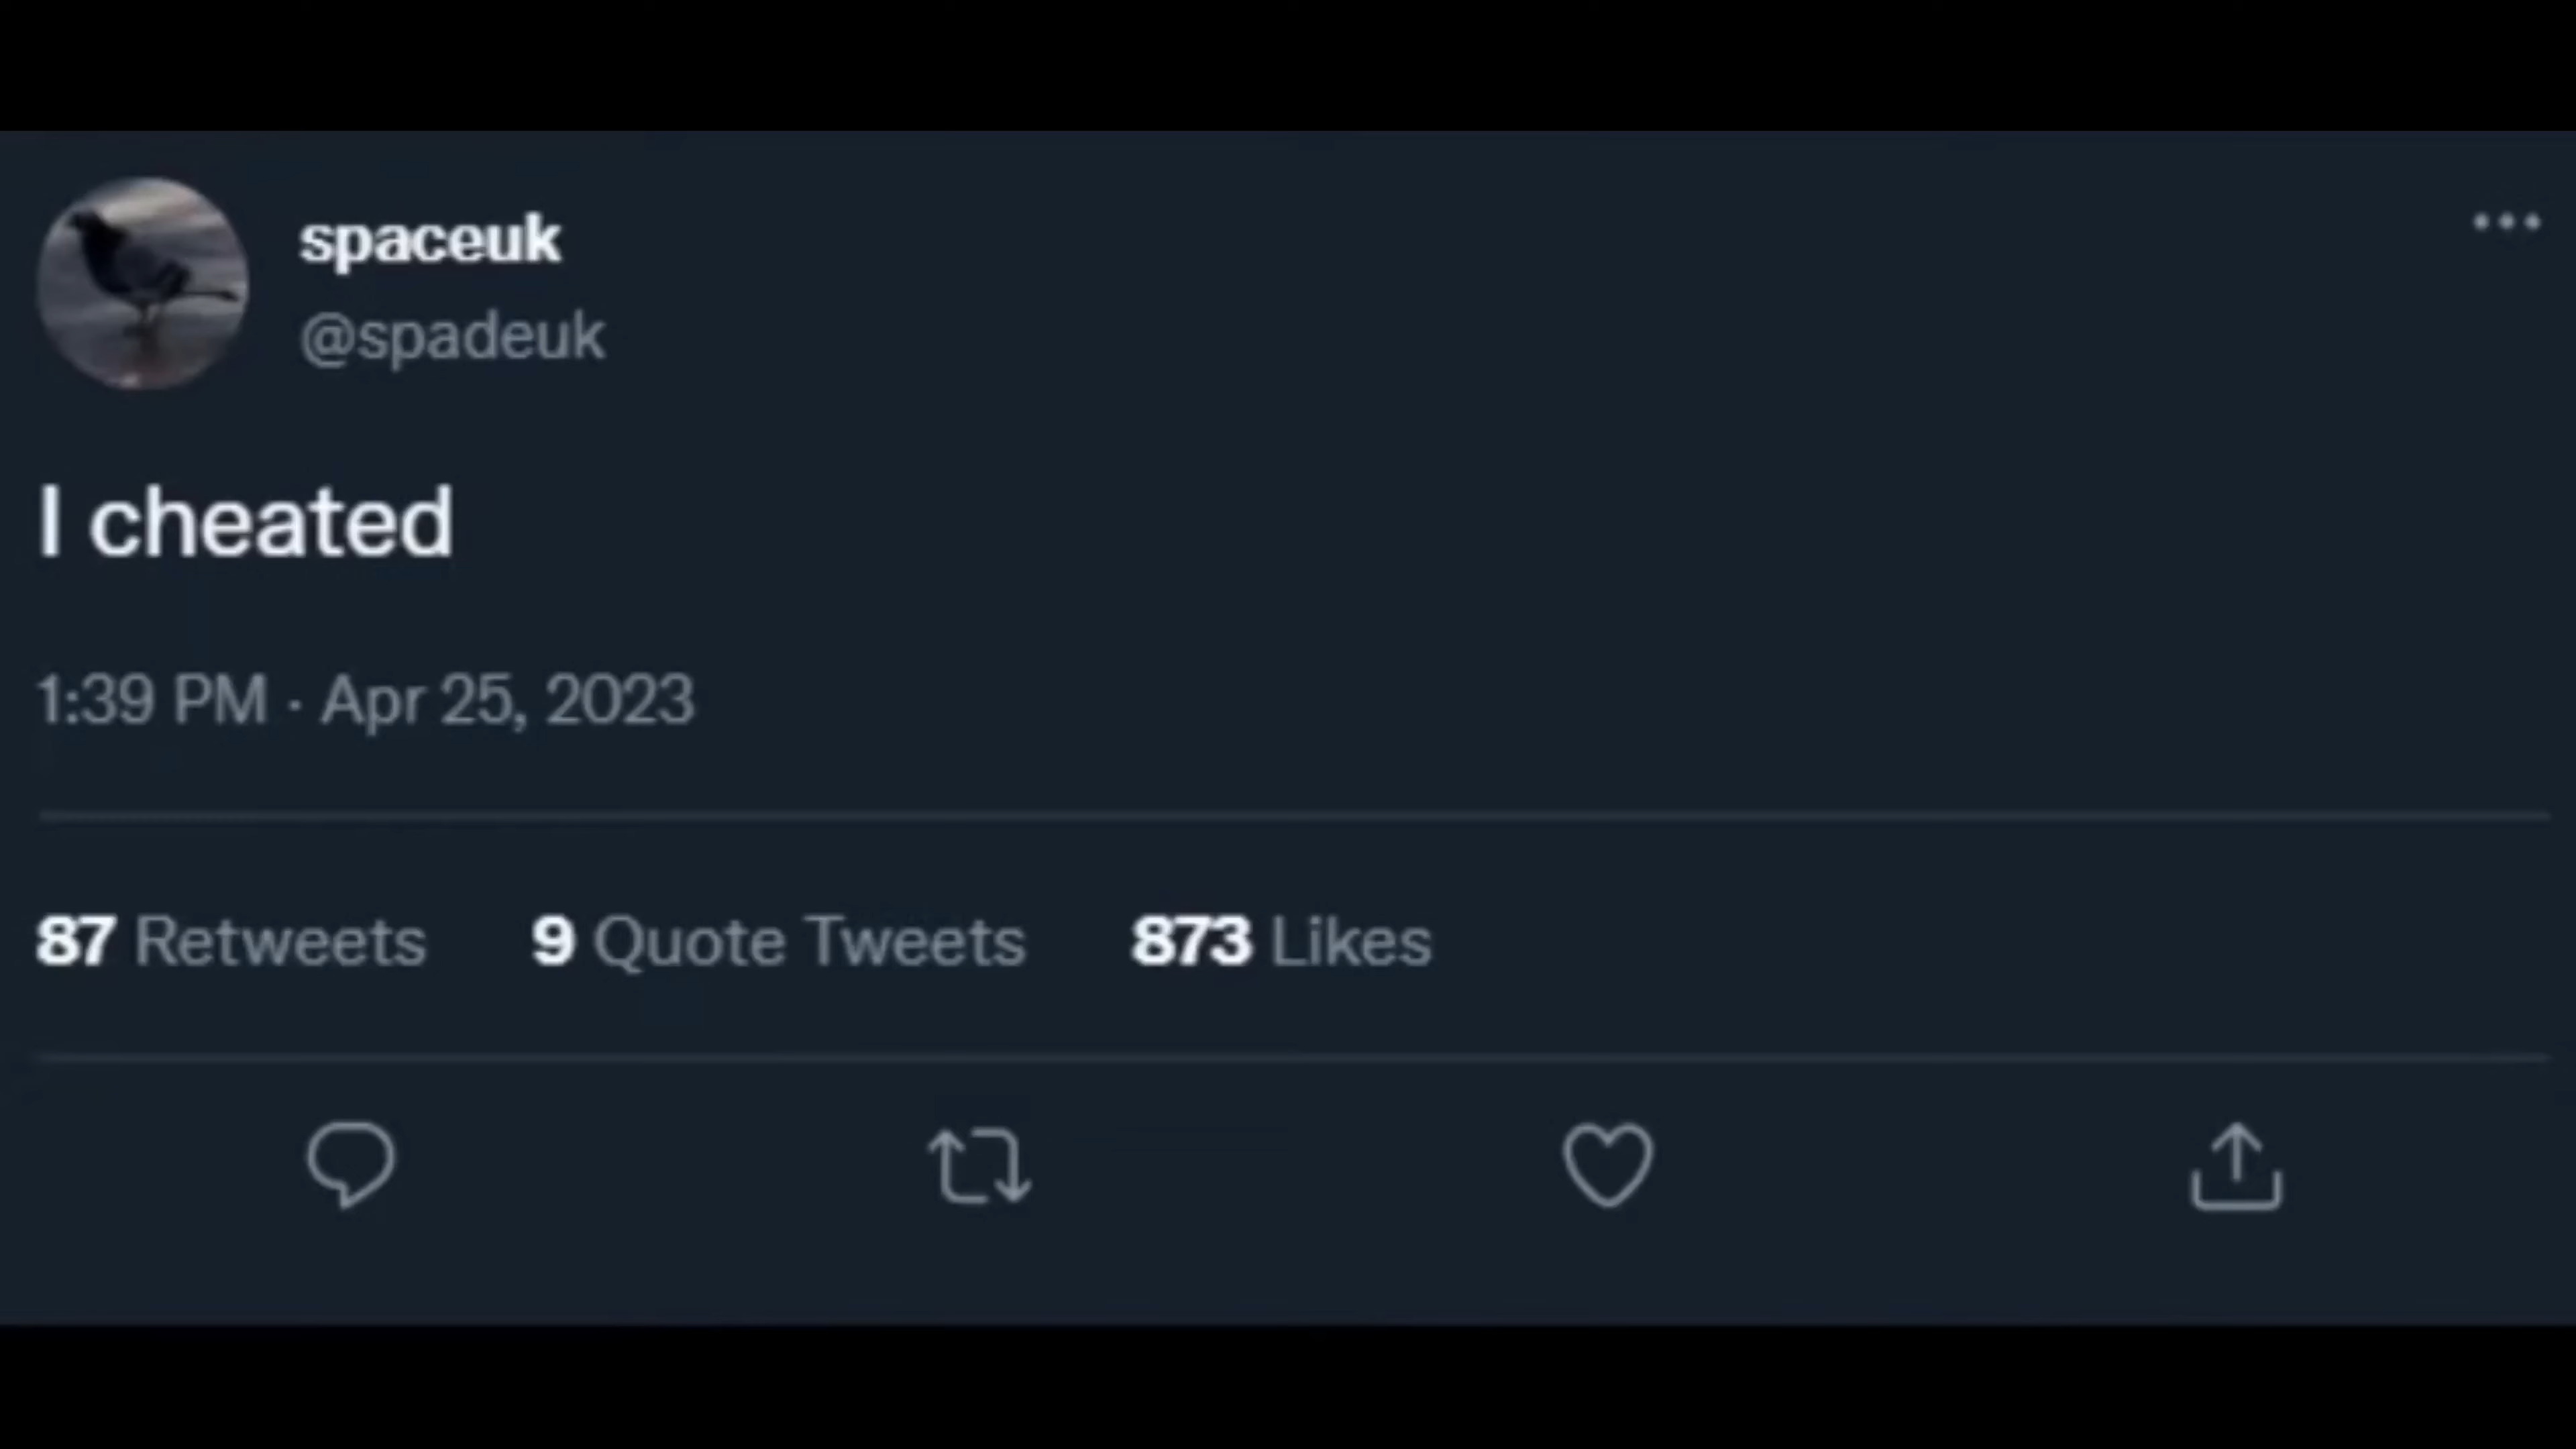 spaceuk
@spadeuk
I cheated
1:39 PM · Apr 25, 2023
87 Retweets 9 Quote Tweets 873 Likes